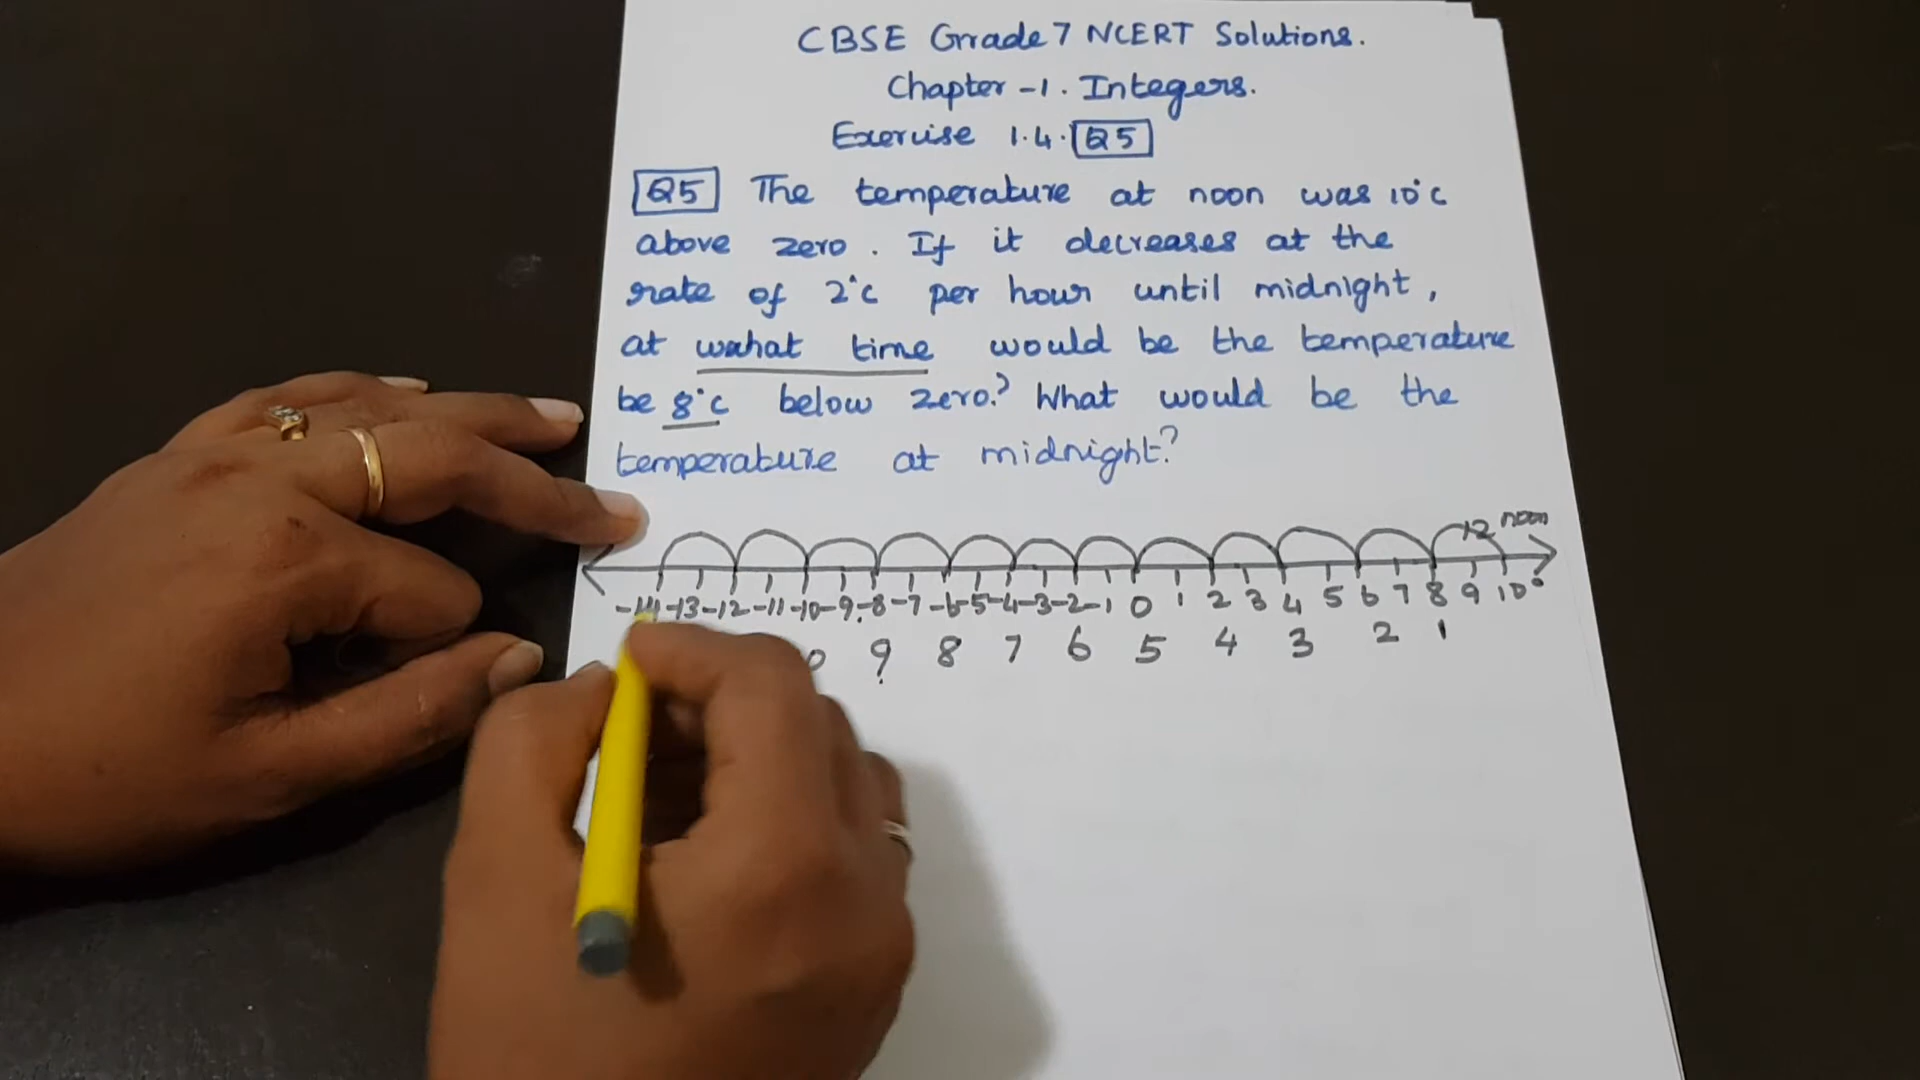 CBSE Grade 7 NCERT Solutions.
Chapter -1. Integers.
Exercise 1.4. Q5
Q5 The temperature at noon was 10°C
above zero. If it decreases at the
rate of 2°C per hour until midnight,
at what time would be the temperature
be 8°C below zero? What would be the
temperature at midnight?
12 noon
-14 -13 -12 -11 -10 -9 -8 -7 -6 -5 -4 -3 -2 -1 0 1 2 3 4 5 6 7 8 9 10°
9 8 7 6 5 4 3 2 1